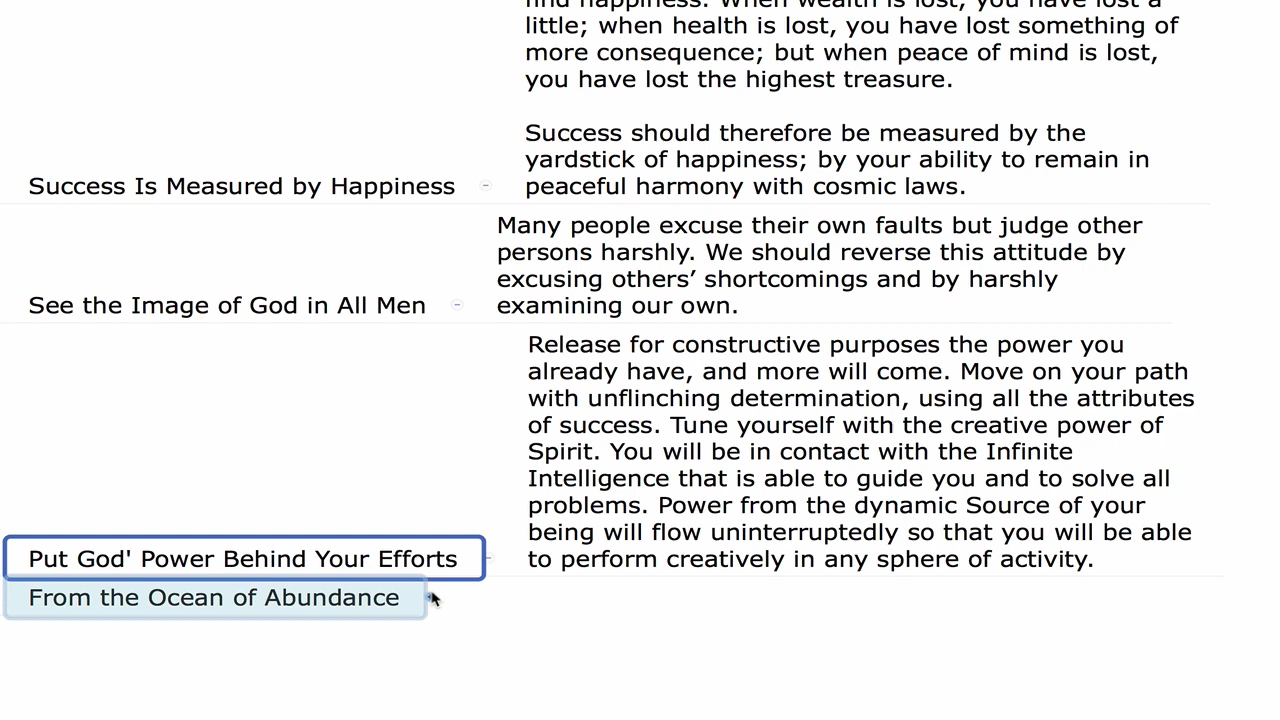 find happiness. When wealth is lost, you have lost a
little; when health is lost, you have lost something of
more consequence; but when peace of mind is lost,
you have lost the highest treasure.
Success should therefore be measured by the
yardstick of happiness; by your ability to remain in
peaceful harmony with cosmic laws.
Success Is Measured by Happiness
Many people excuse their own faults but judge other
persons harshly. We should reverse this attitude by
excusing others’ shortcomings and by harshly
examining our own.
See the Image of God in All Men
Release for constructive purposes the power you
already have, and more will come. Move on your path
with unflinching determination, using all the attributes
of success. Tune yourself with the creative power of
Spirit. You will be in contact with the Infinite
Intelligence that is able to guide you and to solve all
problems. Power from the dynamic Source of your
being will flow uninterruptedly so that you will be able
to perform creatively in any sphere of activity.
Put God' Power Behind Your Efforts
From the Ocean of Abundance